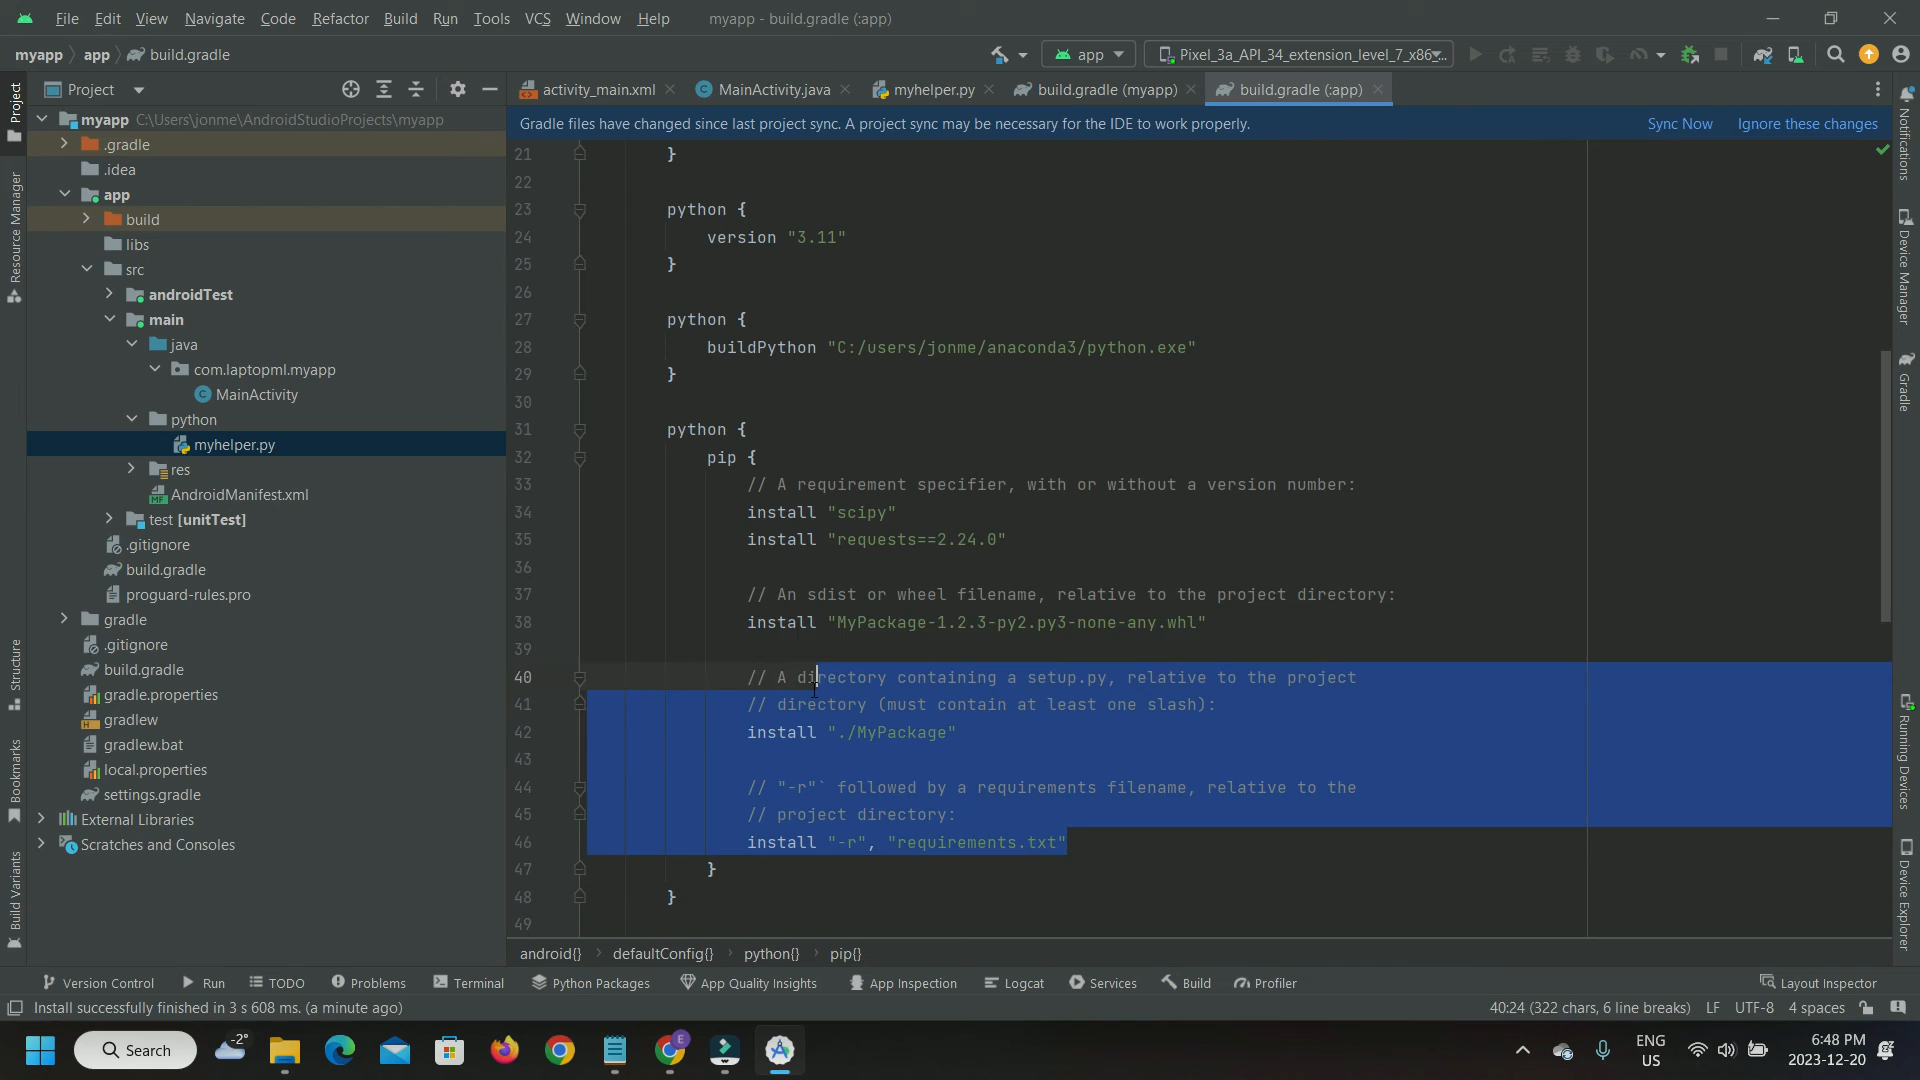 File Edit View Navigate Code Refactor Build Run Tools VCS Window Help myapp - build.gradle (:app)
myapp app build.gradle
app
Pixel_3a_API_34_extension_level_7_x86
Project
activity_main.xml MainActivity.java myhelper.py build.gradle (myapp) build.gradle (:app)
Gradle files have changed since last project sync. A project sync may be necessary for the IDE to work properly. Sync Now Ignore these changes
myapp C:\Users\jonme\AndroidStudioProjects\myapp
.gradle
.idea
app
build
libs
src
androidTest
main
java
com.laptopml.myapp
MainActivity
python
myhelper.py
res
AndroidManifest.xml
test [unitTest]
.gitignore
build.gradle
proguard-rules.pro
gradle
.gitignore
build.gradle
gradle.properties
gradlew
gradlew.bat
local.properties
settings.gradle
External Libraries
Scratches and Consoles
21 }
22
23 python {
24 version "3.11"
25 }
26
27 python {
28 buildPython "C:/users/jonme/anaconda3/python.exe"
29 }
30
31 python {
32 pip {
33 // A requirement specifier, with or without a version number:
34 install "scipy"
35 install "requests==2.24.0"
36
37 // An sdist or wheel filename, relative to the project directory:
38 install "MyPackage-1.2.3-py2.py3-none-any.whl"
39
40 // A directory containing a setup.py, relative to the project
41 // directory (must contain at least one slash):
42 install "./MyPackage"
43
44 // "-r"` followed by a requirements filename, relative to the
45 // project directory:
46 install "-r", "requirements.txt"
47 }
48 }
49
android{} defaultConfig{} python{} pip{}
Project
Resource Manager
Structure
Bookmarks
Build Variants
Notifications
Device Manager
Gradle
Running Devices
Device Explorer
Version Control Run TODO Problems Terminal Python Packages App Quality Insights App Inspection Logcat Services Build Profiler Layout Inspector
Install successfully finished in 3 s 608 ms. (a minute ago) 40:24 (322 chars, 6 line breaks) LF UTF-8 4 spaces
Search
-2°
E
ENG
US
6:48 PM
2023-12-20